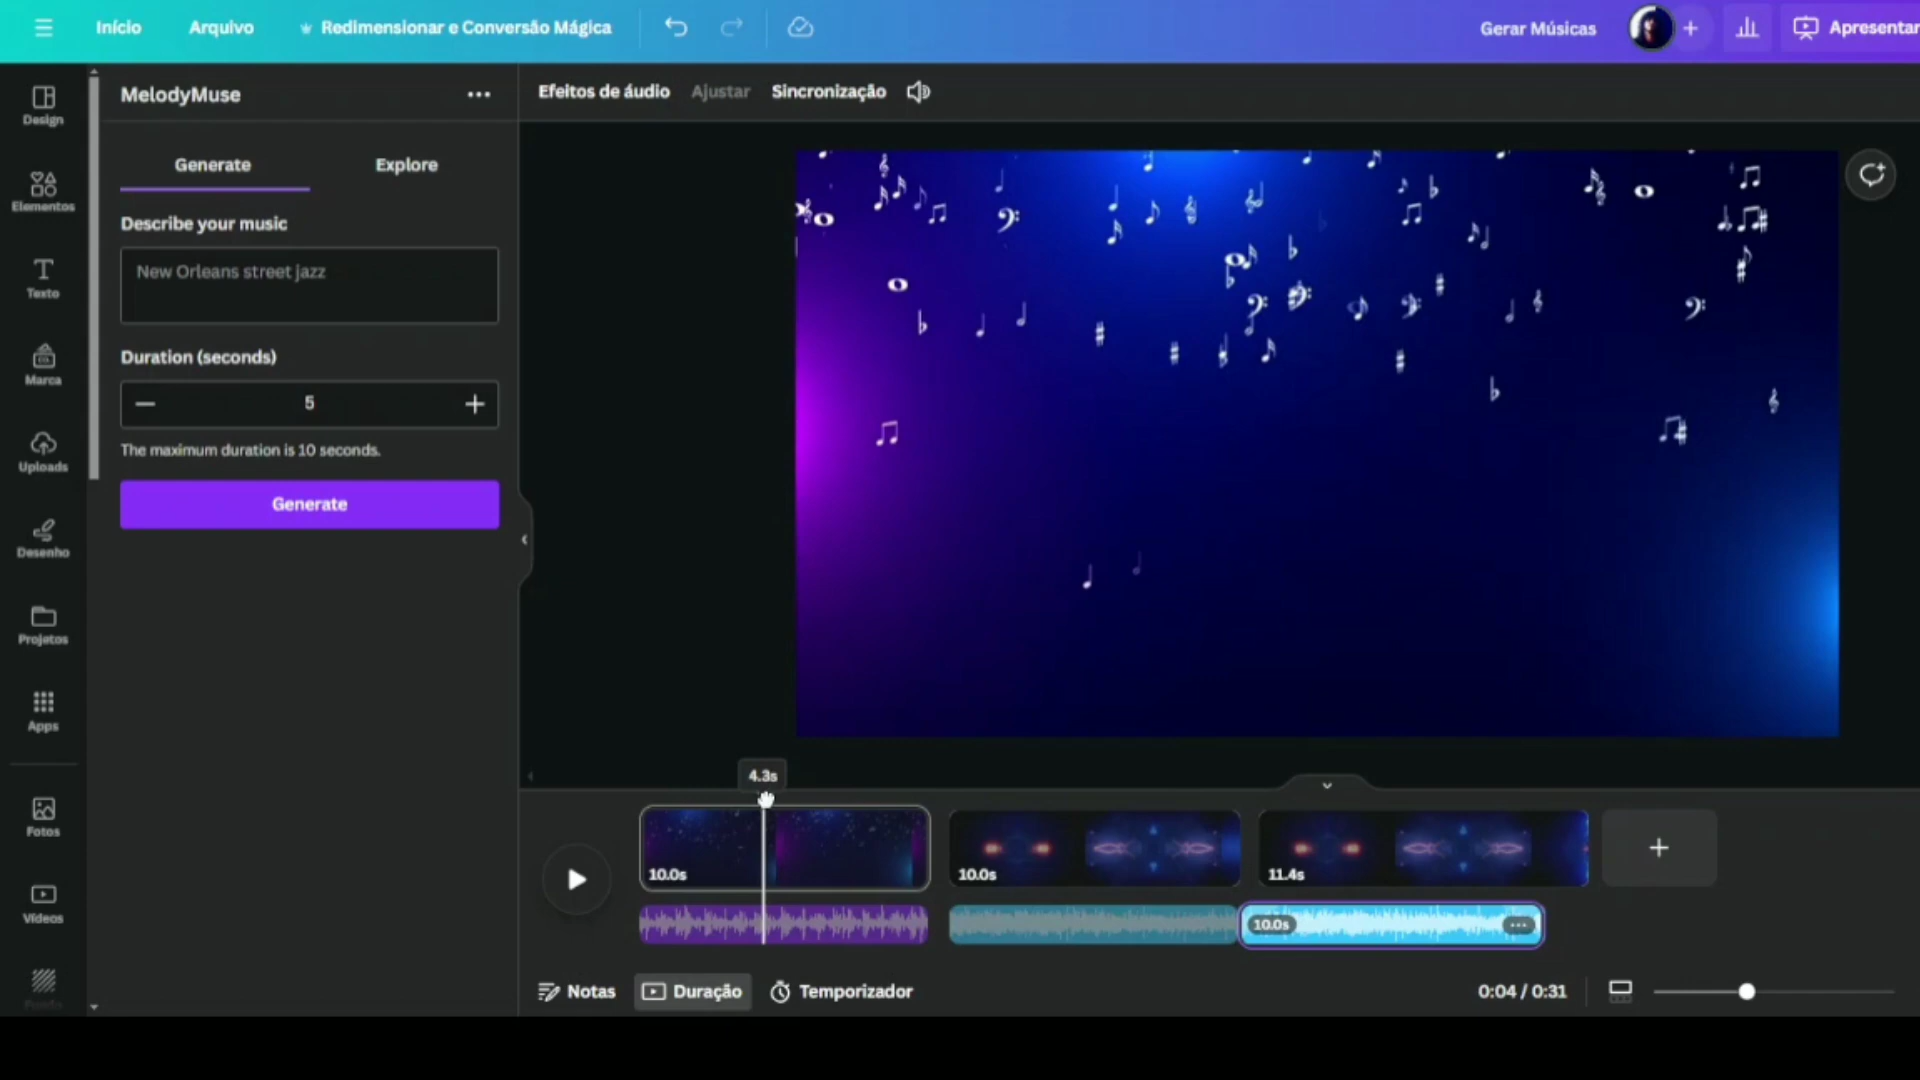 Início Arquivo Redimensionar e Conversão Mágica Gerar Músicas Apresentar
Design
Elementos
Texto
Marca
Uploads
Desenho
Projetos
Apps
Fotos
Vídeos
MelodyMuse
Generate Explore
Describe your music
New Orleans street jazz
Duration (seconds)
5
The maximum duration is 10 seconds.
Generate
Efeitos de áudio Ajustar Sincronização
4.3s
10.0s 10.0s 11.4s
10.0s
Notas Duração Temporizador 0:04 / 0:31